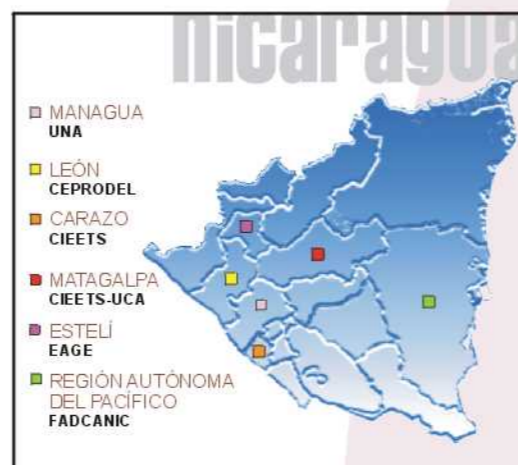 nicaragua
MANAGUA
UNA
LEÓN
CEPRODEL
CARAZO
CIEETS
MATAGALPA
CIEETS-UCA
ESTELÍ
EAGE
REGIÓN AUTÓNOMA
DEL PACÍFICO
FADCANIC